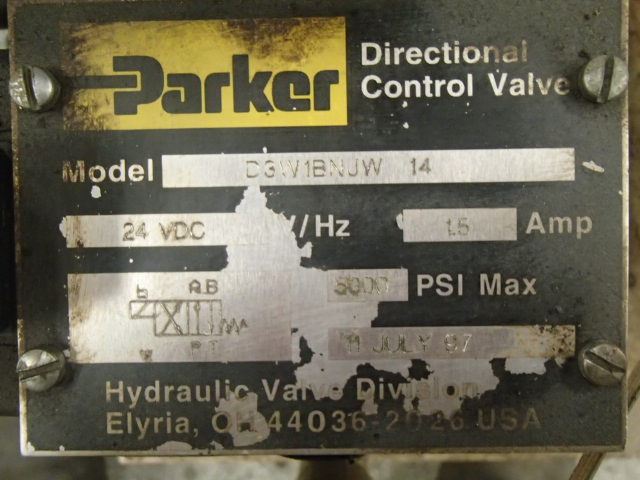 Parker
Directional
Control Valve
Model D3W1BNJW 14
24 VDC V/Hz 1.5 Amp
A.B
5000 PSI Max
P T
11 JULY 97
Hydraulic Valve Division
Elyria, OH 44036-2026 USA